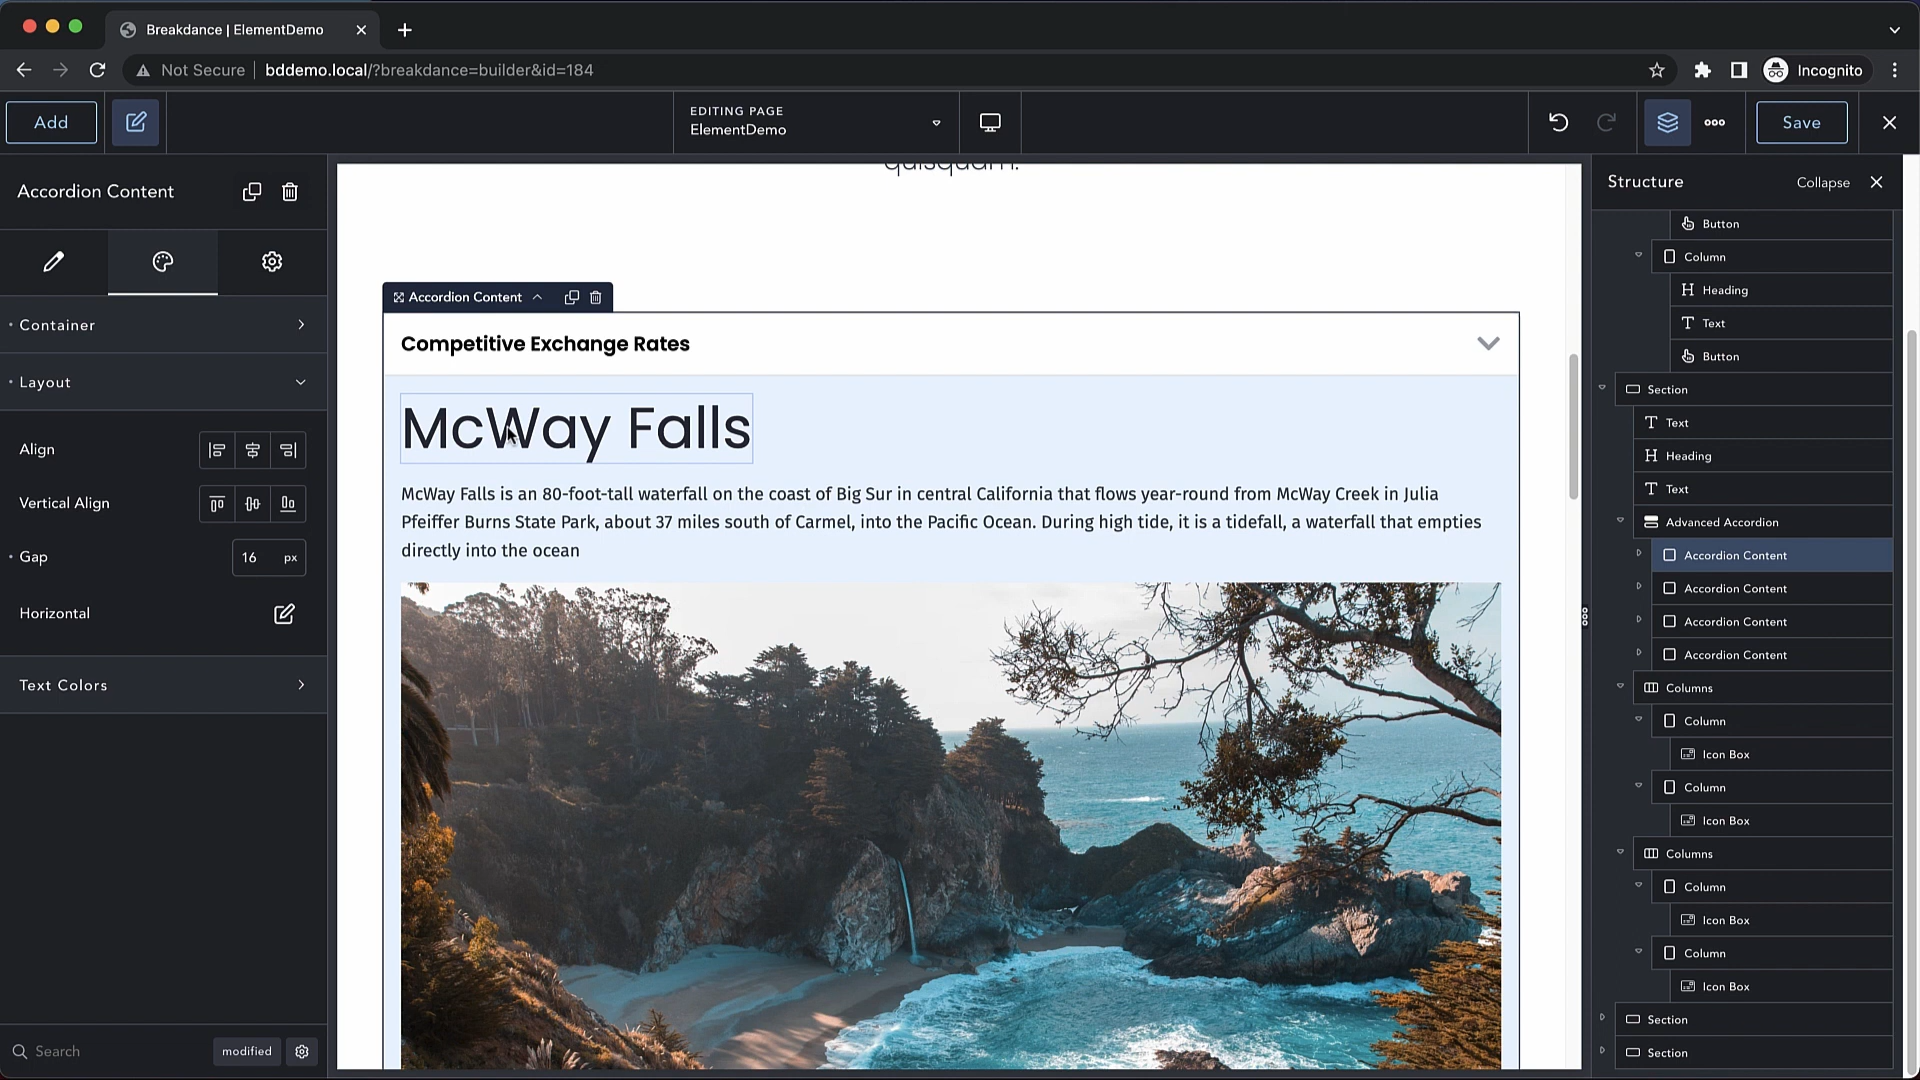 Breakdance | ElementDemo
Not Secure
bddemo.local/?breakdance=builder&id=184
Incognito
Add
EDITING PAGE
ElementDemo
Save
Accordion Content
Container
Layout
Align
Vertical Align
Gap
16 px
Horizontal
Text Colors
Search
modified
quisquam.
Accordion Content
Competitive Exchange Rates
McWay Falls
McWay Falls is an 80-foot-tall waterfall on the coast of Big Sur in central California that flows year-round from McWay Creek in Julia
Pfeiffer Burns State Park, about 37 miles south of Carmel, into the Pacific Ocean. During high tide, it is a tidefall, a waterfall that empties
directly into the ocean
Structure
Collapse
Button
Column
Heading
Text
Button
Section
Text
Heading
Text
Advanced Accordion
Accordion Content
Accordion Content
Accordion Content
Accordion Content
Columns
Column
Icon Box
Column
Icon Box
Columns
Column
Icon Box
Column
Icon Box
Section
Section